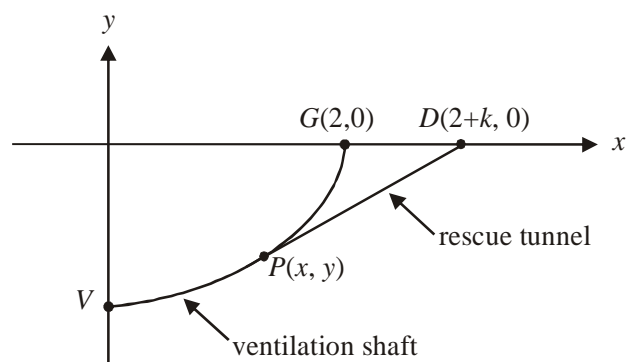 y
G(2,0) D(2+k, 0)
x
rescue tunnel
P(x, y)
V
ventilation shaft